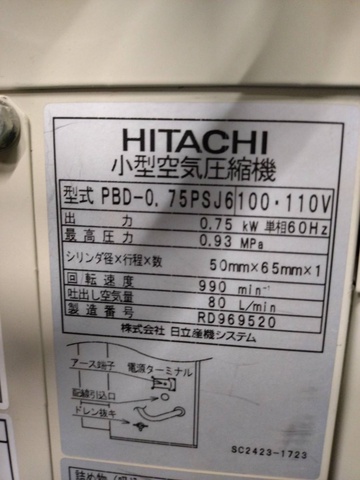 HITACHI
小型空気圧縮機
型式 PBD-0.75PSJ6 100・110V
出力 0.75 kW 単相60Hz
最高圧力 0.93 MPa
シリンダ径×行程×数 50mm×65mm×1
回転速度 990 min⁻¹
吐出し空気量 80 L/min
製造番号 RD969520
株式会社 日立産機システム
アース端子 電源ターミナル
配線引込口
ドレン抜キ
SC2423-1723